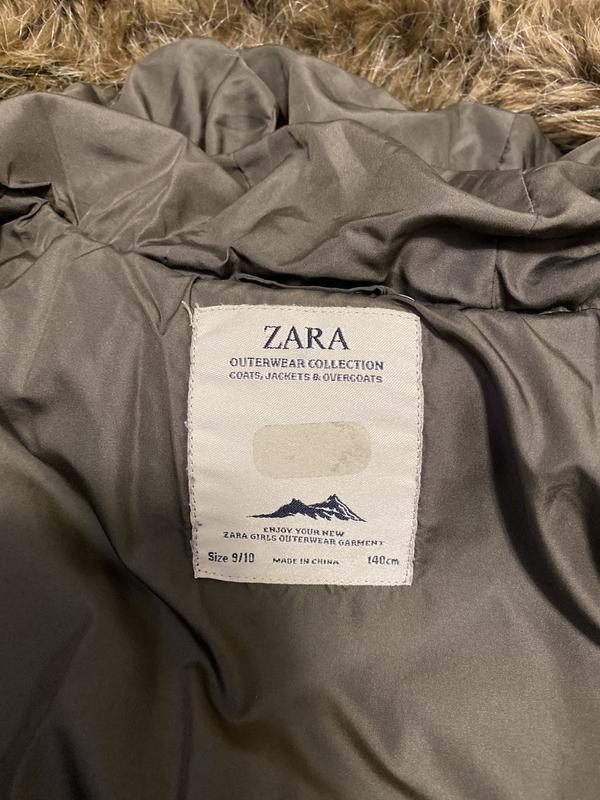 ZARA
OUTERWEAR COLLECTION
COATS, JACKETS & OVERCOATS
ENJOY YOUR NEW
ZARA GIRLS OUTERWEAR GARMENT
Size 9/10 MADE IN CHINA 140cm